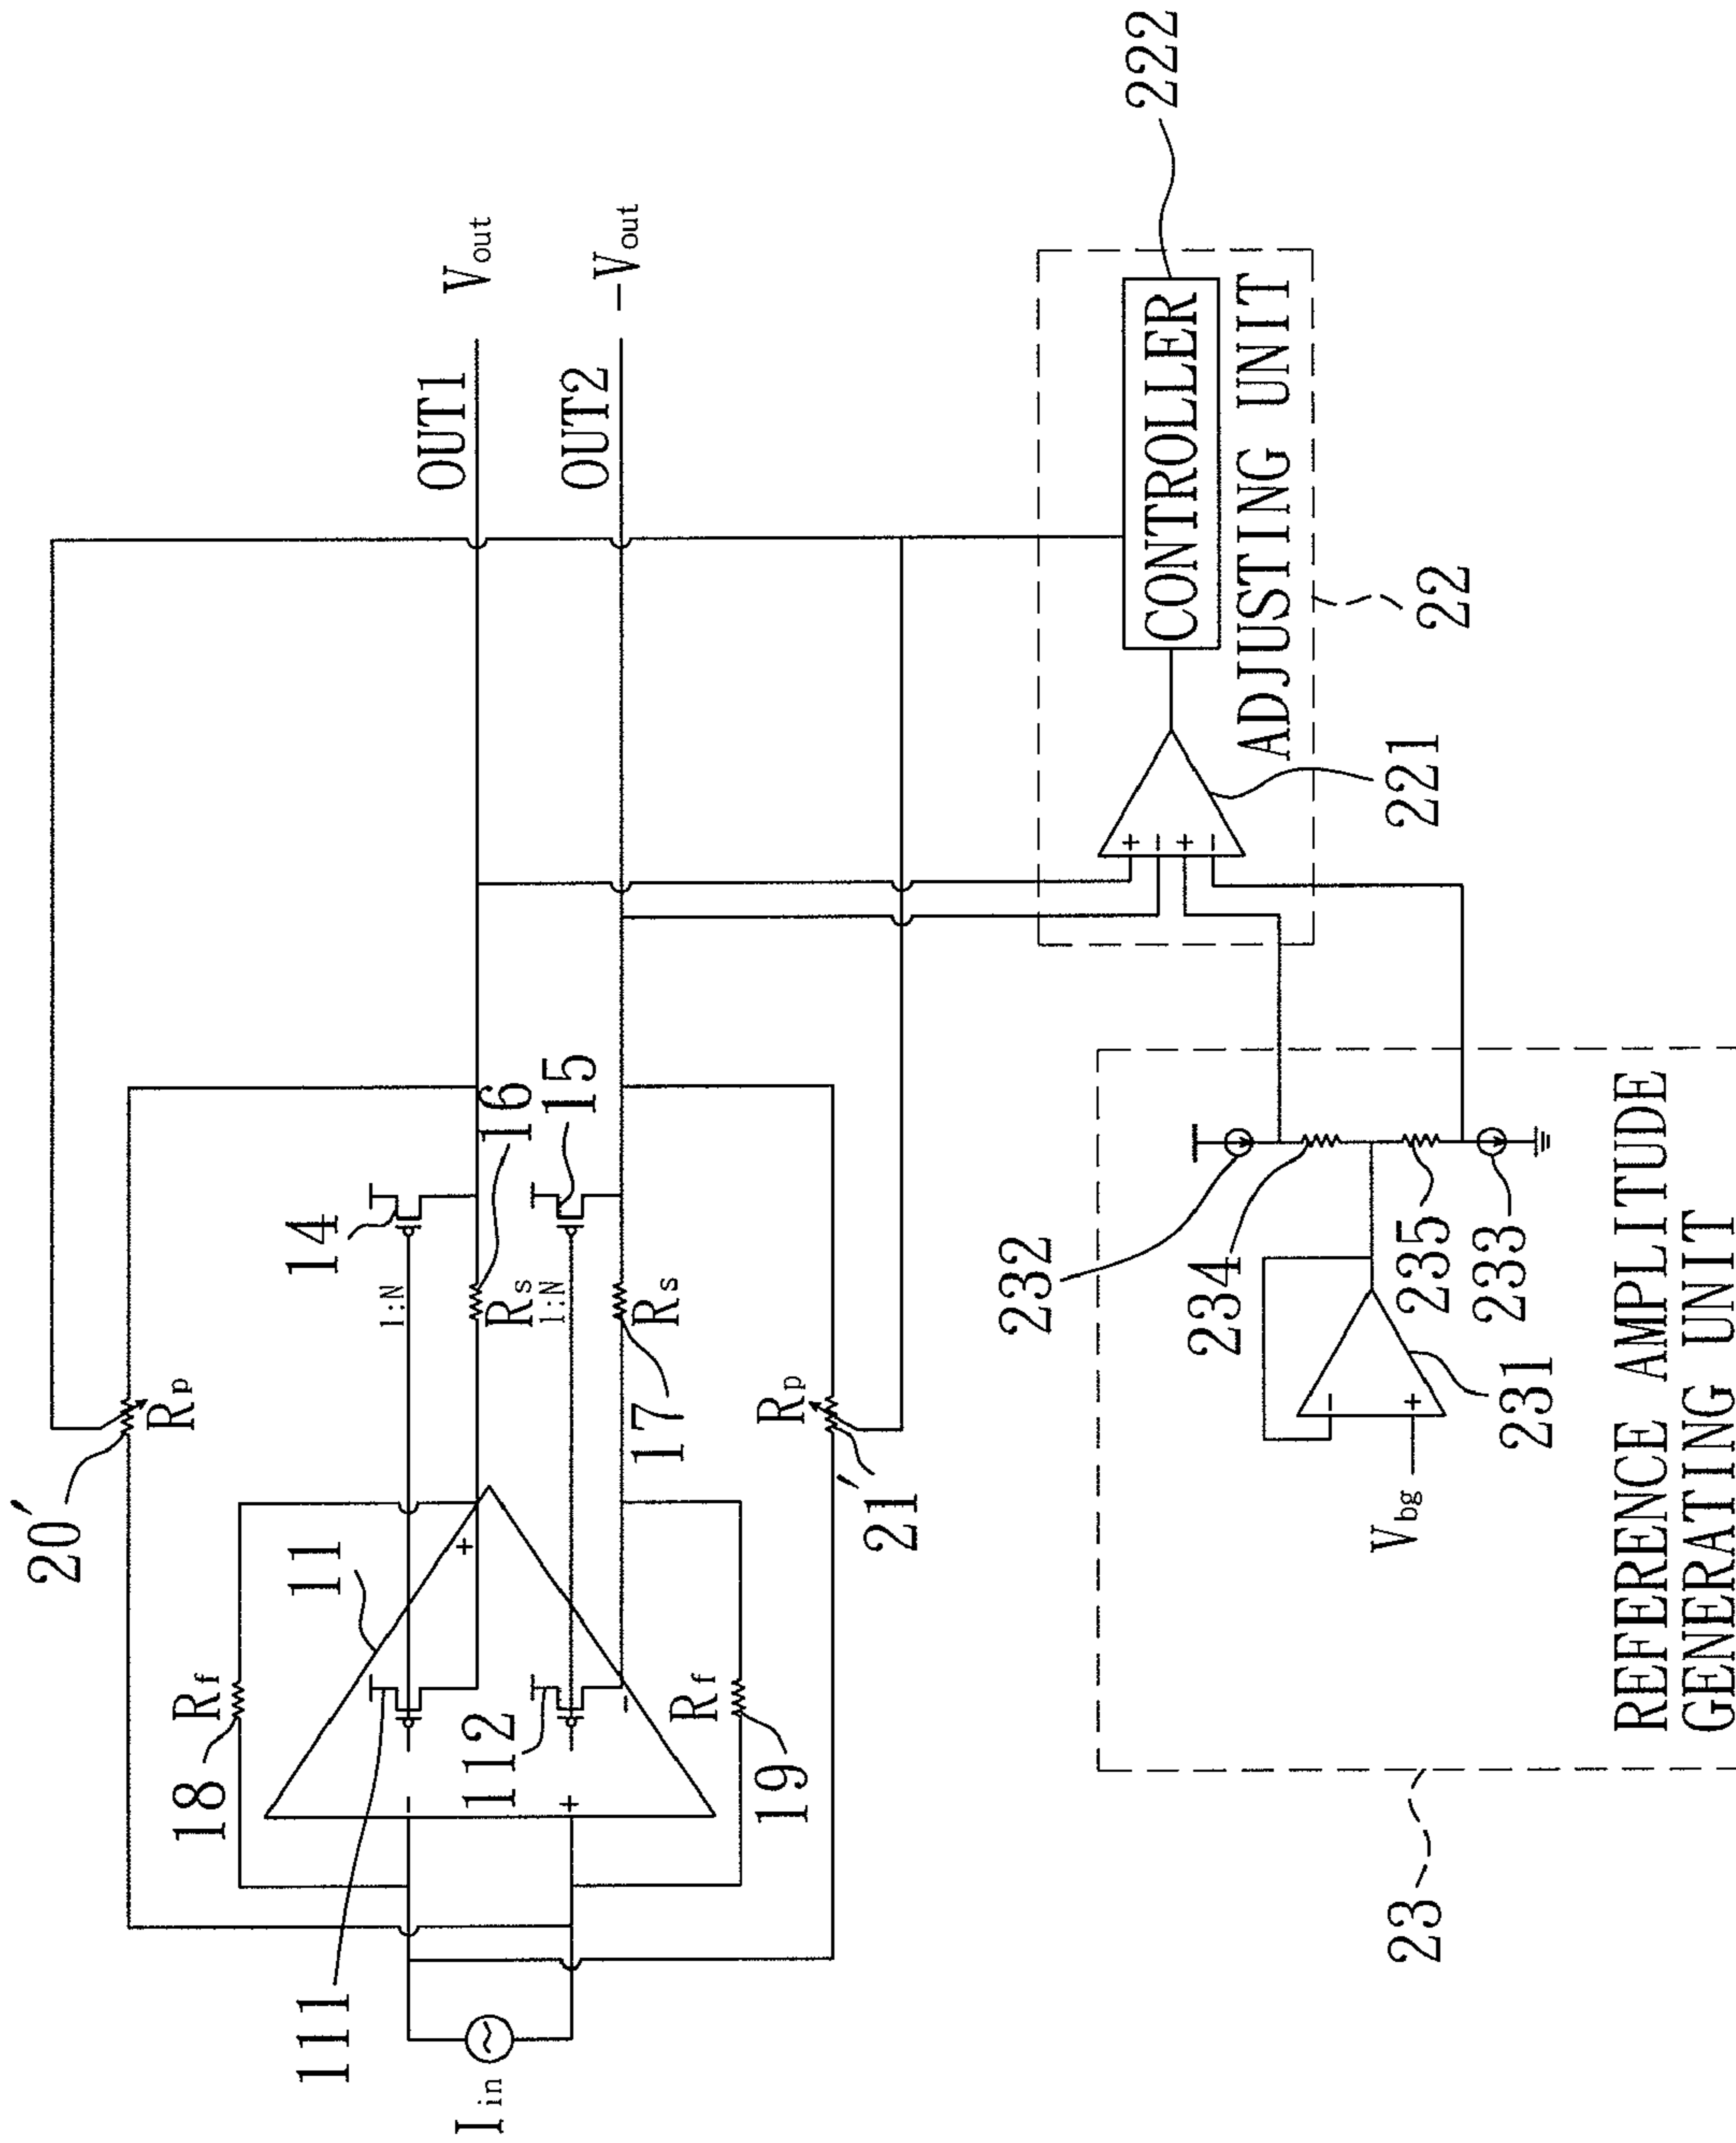 20′
Rp
18
Rf
11
14
1:N
111
112
16
Rs
1:N
15
OUT1
Vout
OUT2
-Vout
Iin
+
-
-
+
17
Rs
Rf
19
Rp
21′
222
CONTROLLER
ADJUSTING UNIT
+
-
+
-
221
22
232
234
235
233
-
+
231
Vbg
REFERENCE AMPLITUDE
GENERATING UNIT
23